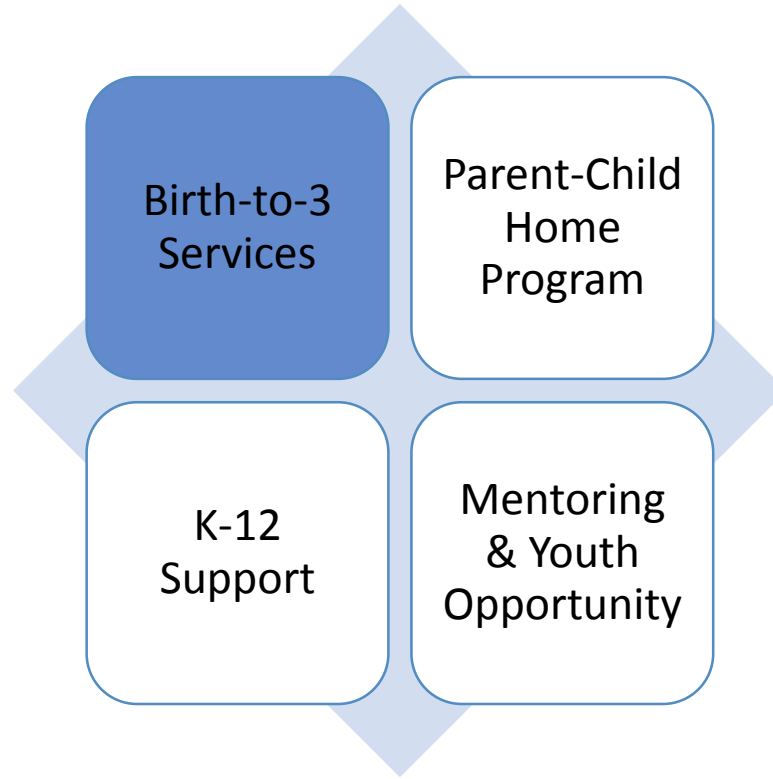 Birth-to-3
Services
Parent-Child
Home
Program
K-12
Support
Mentoring
& Youth
Opportunity